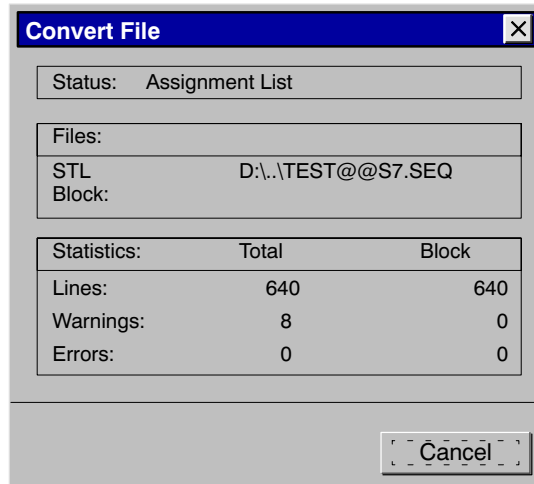 Convert File
Status: Assignment List
Files:
STL D:\..\TEST@@S7.SEQ
Block:
Statistics: Total Block
Lines: 640 640
Warnings: 8 0
Errors: 0 0
Cancel